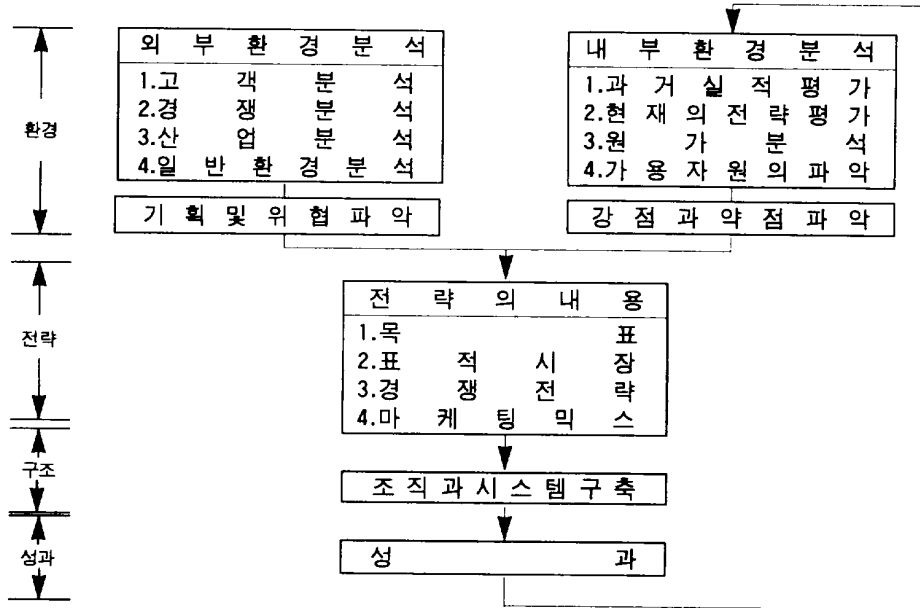 환경
외부환경분석
1.고객분석
2.경쟁분석
3.산업분석
4.일반환경분석
기획및위협파악
내부환경분석
1.과거실적평가
2.현재의전략평가
3.원가분석
4.가용자원의파악
강점과약점파악
전략
전략의내용
1.목표
2.표적시장
3.경쟁전략
4.마케팅믹스
구조
조직과시스템구축
성과
성과